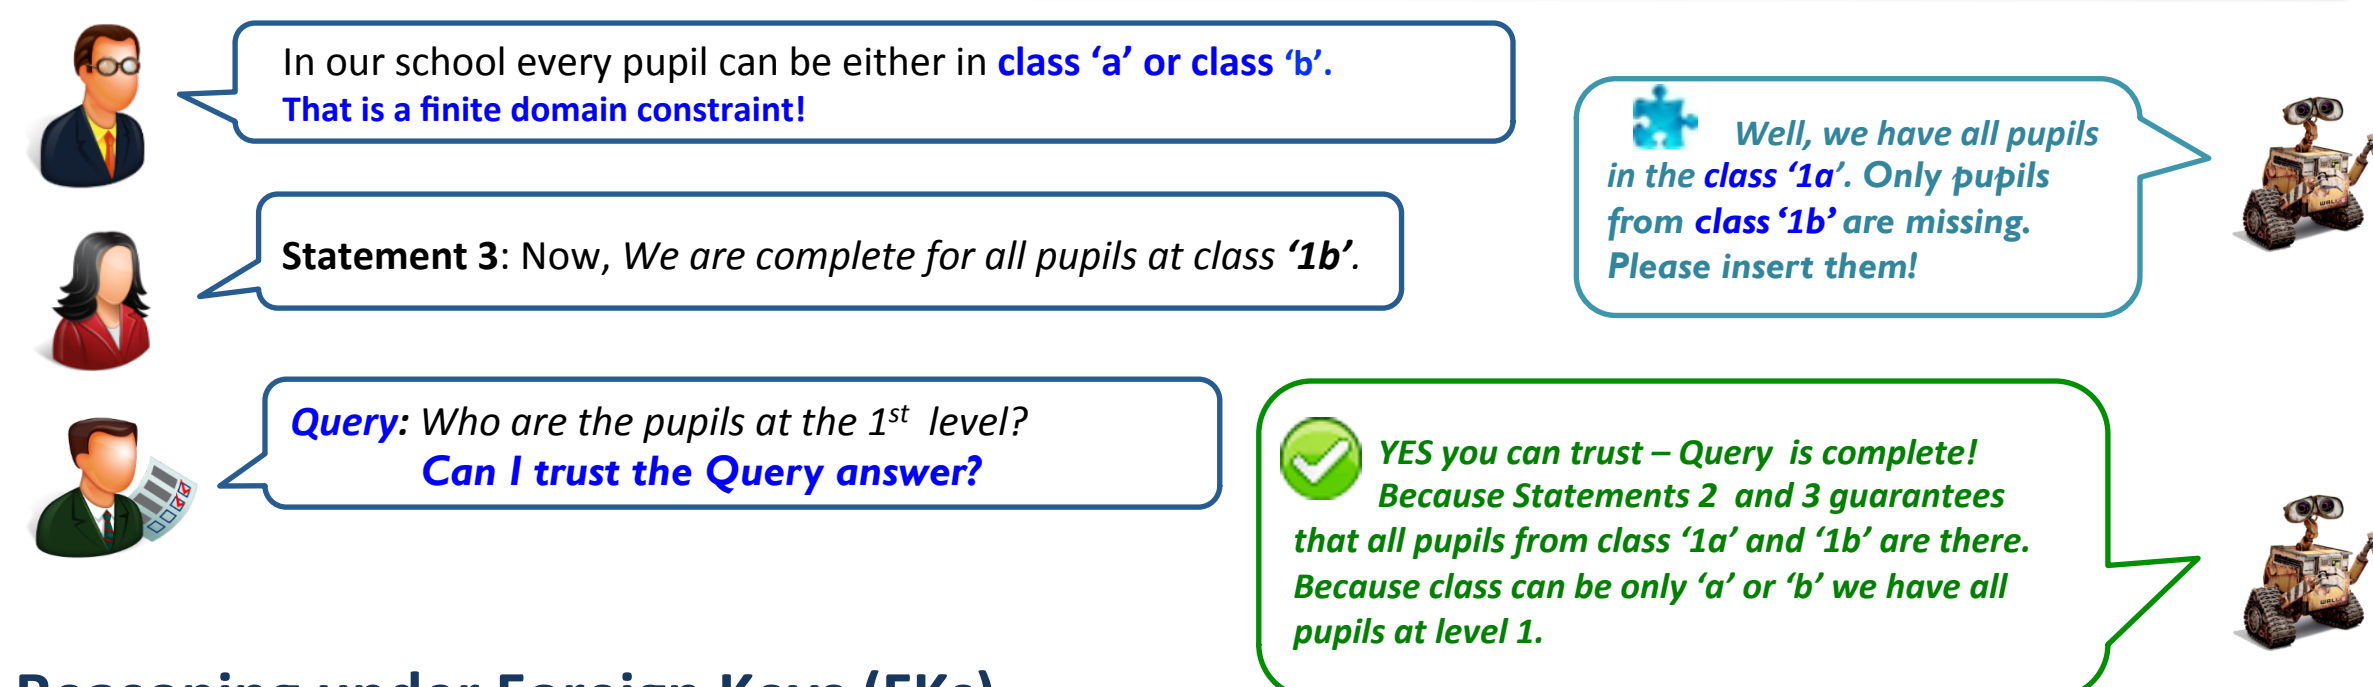 In our school every pupil can be either in class ‘a’ or class ‘b’.
That is a finite domain constraint!
Well, we have all pupils
in the class ‘1a’. Only pupils
from class ‘1b’ are missing.
Please insert them!
Statement 3: Now, We are complete for all pupils at class ‘1b’.
Query: Who are the pupils at the 1st level?
Can I trust the Query answer?
YES you can trust – Query is complete!
Because Statements 2 and 3 guarantees
that all pupils from class ‘1a’ and ‘1b’ are there.
Because class can be only ‘a’ or ‘b’ we have all
pupils at level 1.
Reasoning under Foreign Keys (FKs)